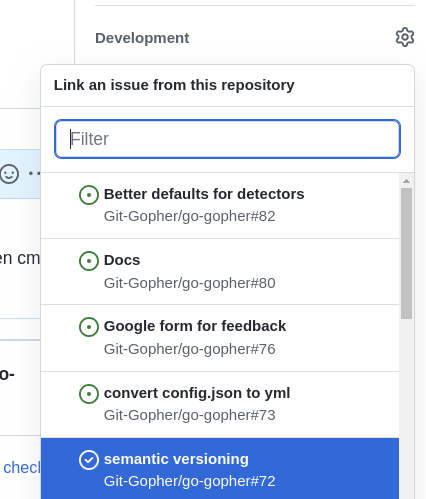 Development
Link an issue from this repository
Filter
Better defaults for detectors
Git-Gopher/go-gopher#82
Docs
Git-Gopher/go-gopher#80
en cm
Google form for feedback
Git-Gopher/go-gopher#76
o-
convert config.json to yml
Git-Gopher/go-gopher#73
semantic versioning
checl
Git-Gopher/go-gopher#72